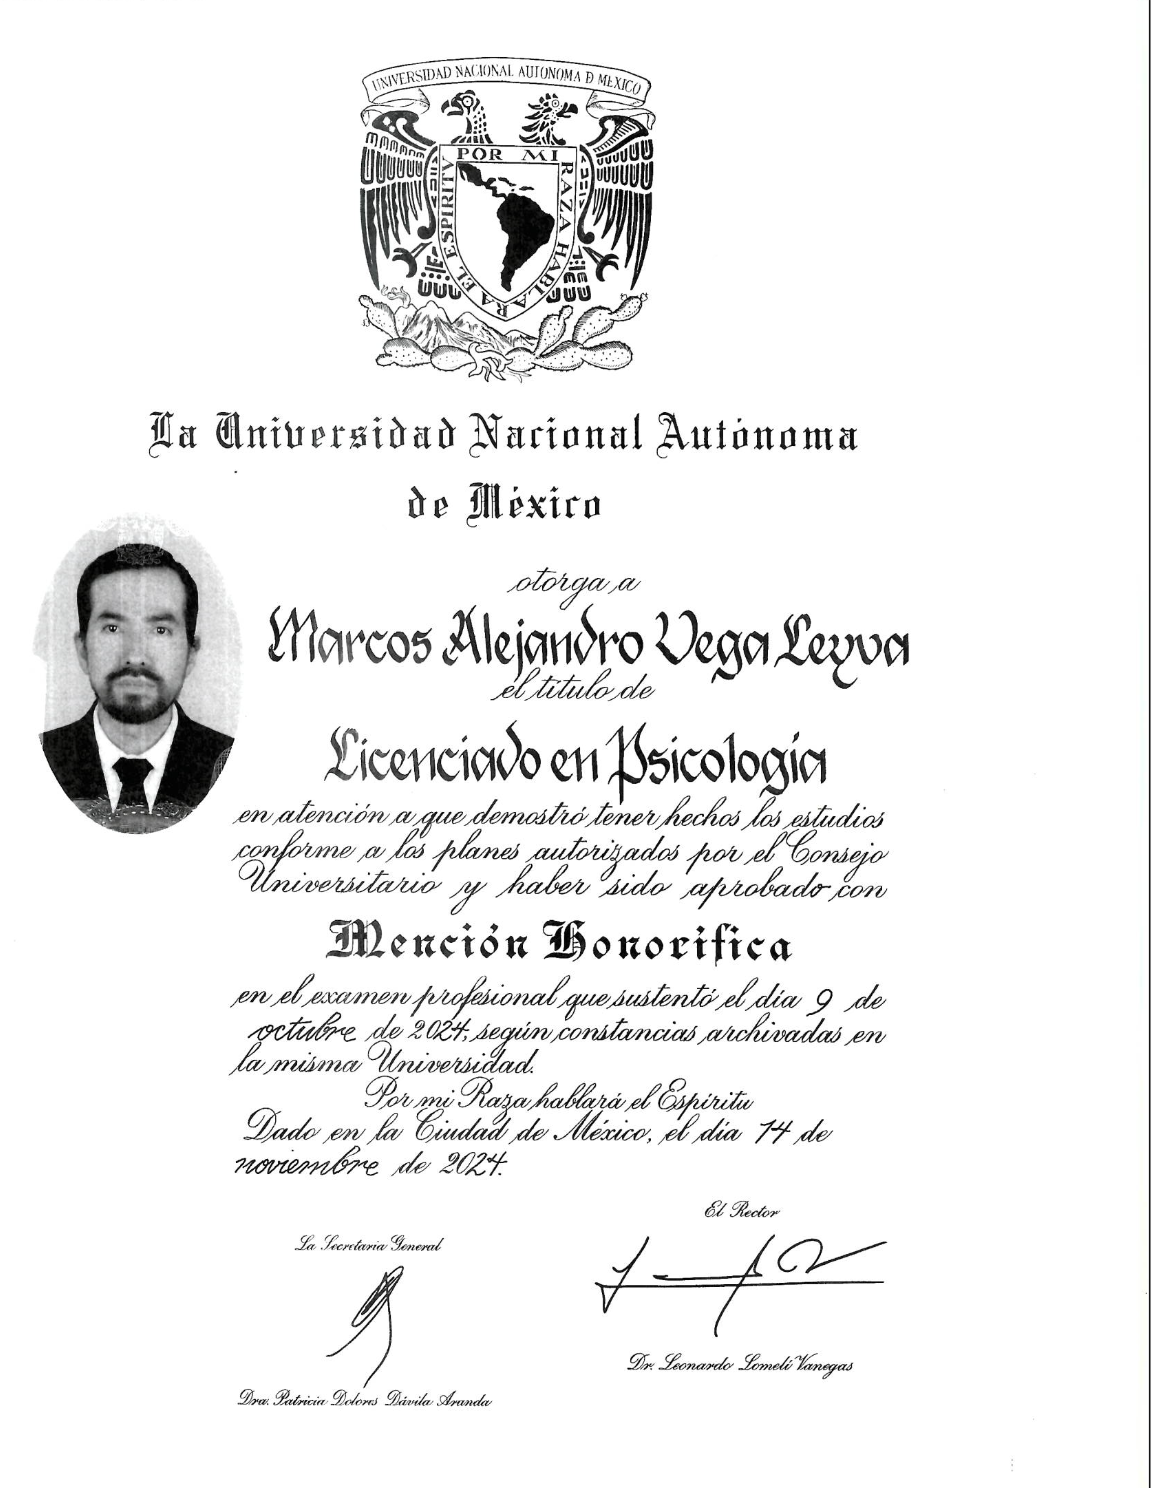 UNIVERSIDAD NACIONAL AUTONOMA D MEXICO
POR MI RAZA HABLARA EL ESPIRITV
La Universidad Nacional Autónoma
de México
otorga a
Marcos Alejandro Vega Leyva
el título de
Licenciado en Psicología
en atención a que demostró tener hechos los estudios
conforme a los planes autorizados por el Consejo
Universitario y haber sido aprobado con
Mención Honorífica
en el examen profesional que sustentó el día 9 de
octubre de 2024, según constancias archivadas en
la misma Universidad.
Por mi Raza hablará el Espíritu
Dado en la Ciudad de México, el día 14 de
noviembre de 2024.
El Rector
La Secretaria General
Dr. Leonardo Lomelí Vanegas
Dra. Patricia Dolores Dávila Aranda